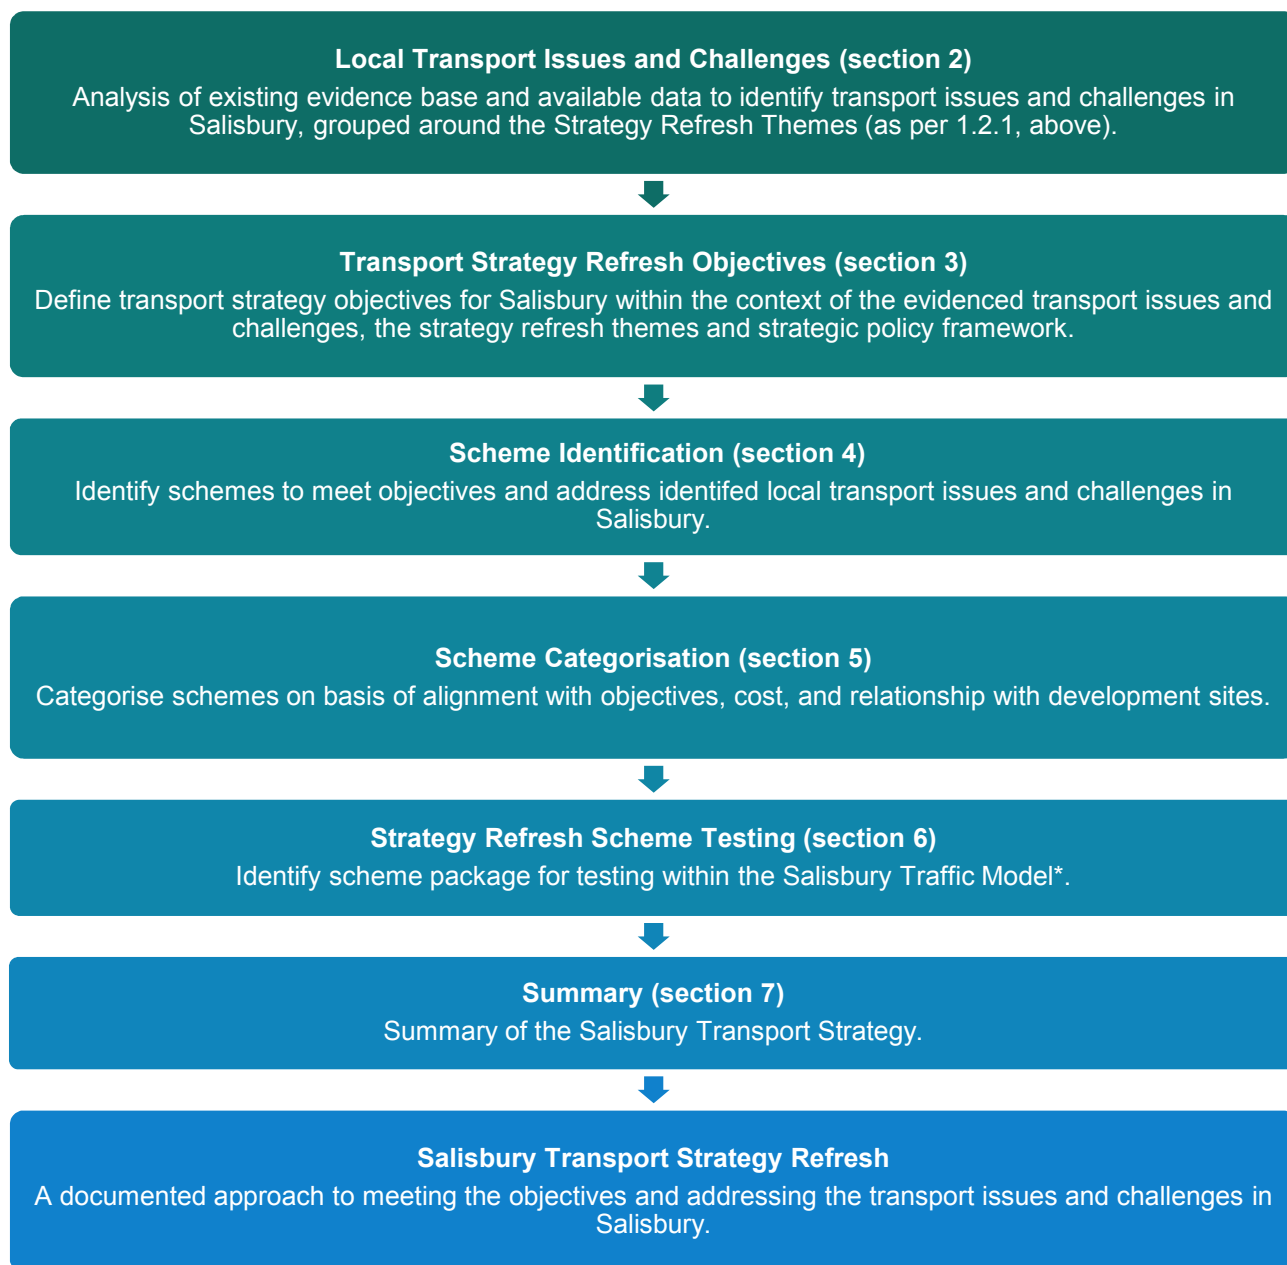 Local Transport Issues and Challenges (section 2)
Analysis of existing evidence base and available data to identify transport issues and challenges in
Salisbury, grouped around the Strategy Refresh Themes (as per 1.2.1, above).
Transport Strategy Refresh Objectives (section 3)
Define transport strategy objectives for Salisbury within the context of the evidenced transport issues and
challenges, the strategy refresh themes and strategic policy framework.
Scheme Identification (section 4)
Identify schemes to meet objectives and address identifed local transport issues and challenges in
Salisbury.
Scheme Categorisation (section 5)
Categorise schemes on basis of alignment with objectives, cost, and relationship with development sites.
Strategy Refresh Scheme Testing (section 6)
Identify scheme package for testing within the Salisbury Traffic Model*.
Summary (section 7)
Summary of the Salisbury Transport Strategy.
Salisbury Transport Strategy Refresh
A documented approach to meeting the objectives and addressing the transport issues and challenges in
Salisbury.